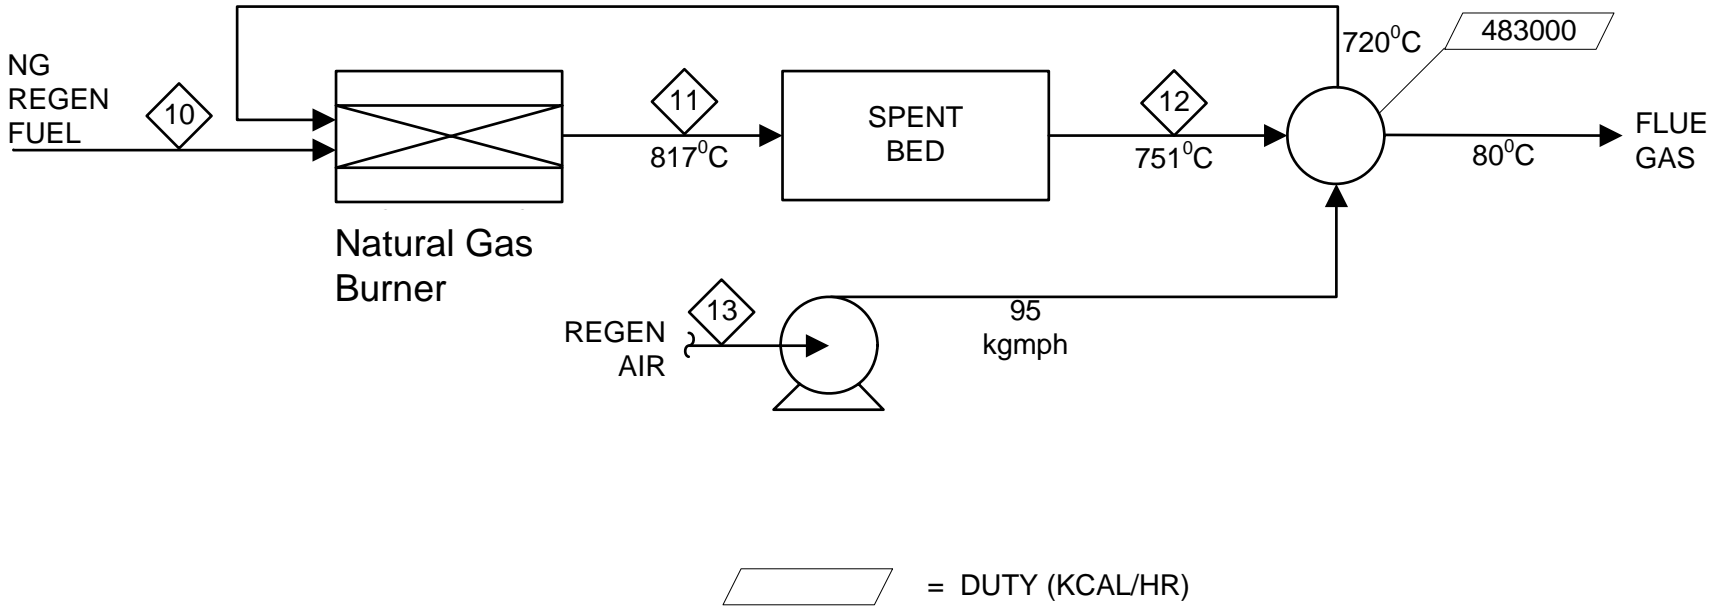 720⁰C
483000
NG
REGEN
FUEL
10
11
12
SPENT
BED
817⁰C
751⁰C
80⁰C
FLUE
GAS
Natural Gas
Burner
13
REGEN
AIR
95
kgmph
= DUTY (KCAL/HR)